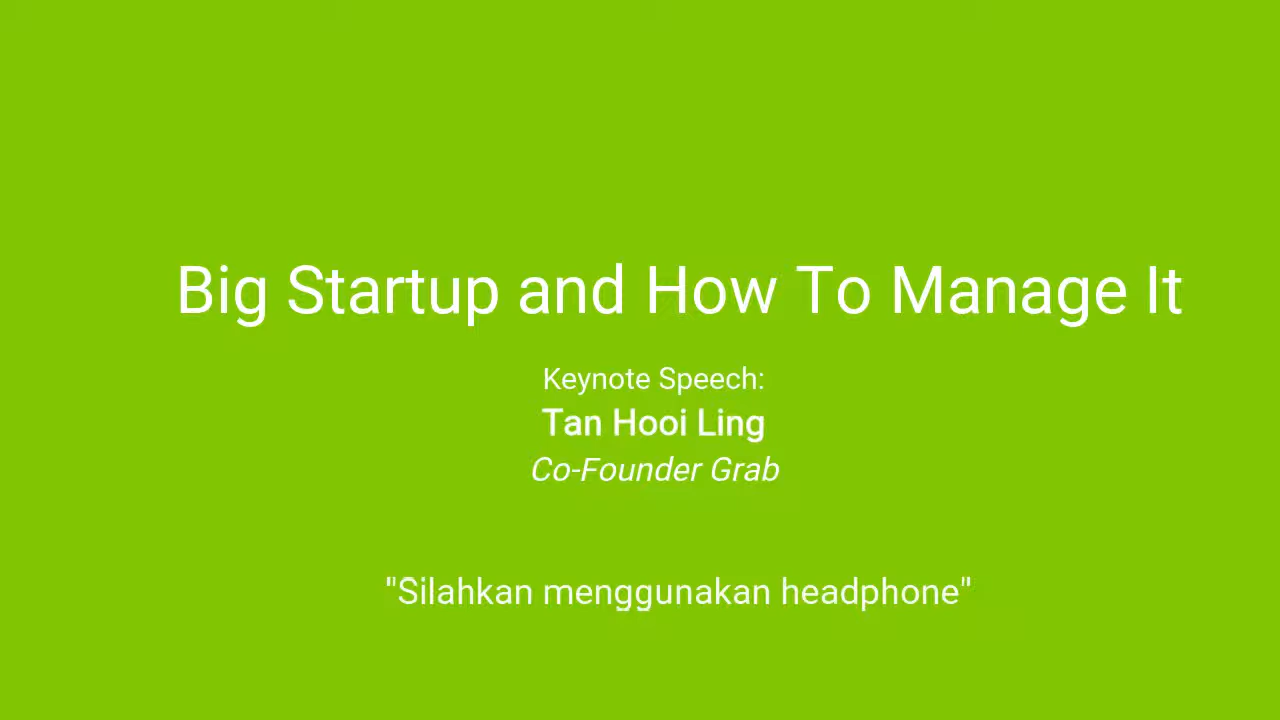 Big Startup and How To Manage It
Keynote Speech:
Tan Hooi Ling
Co-Founder Grab
"Silahkan menggunakan headphone"